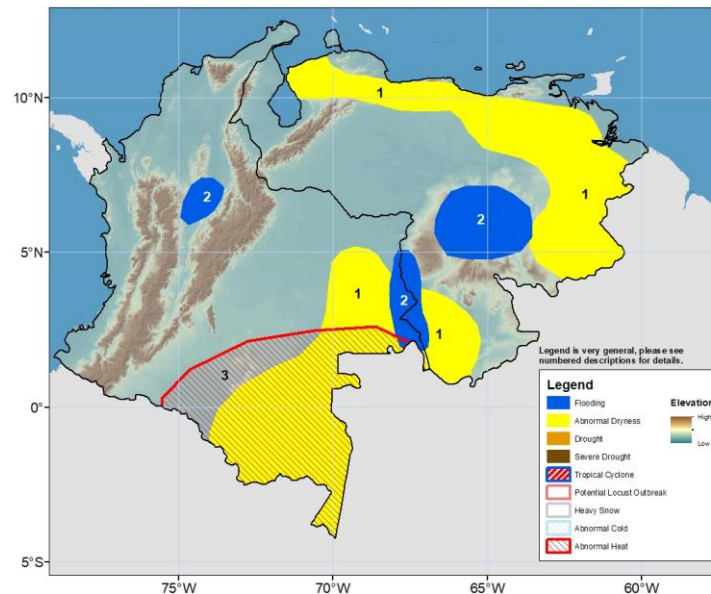 1
10°N
2
1
2
5°N
1
2
1
Legend is very general, please see
numbered descriptions for details.
3
Legend
Flooding
Elevation
Abnormal Dryness
High
0°
Drought
Low
Severe Drought
Tropical Cyclone
Potential Locust Outbreak
Heavy Snow
Abnormal Cold
Abnormal Heat
5°S
75°W
70°W
65°W
60°W